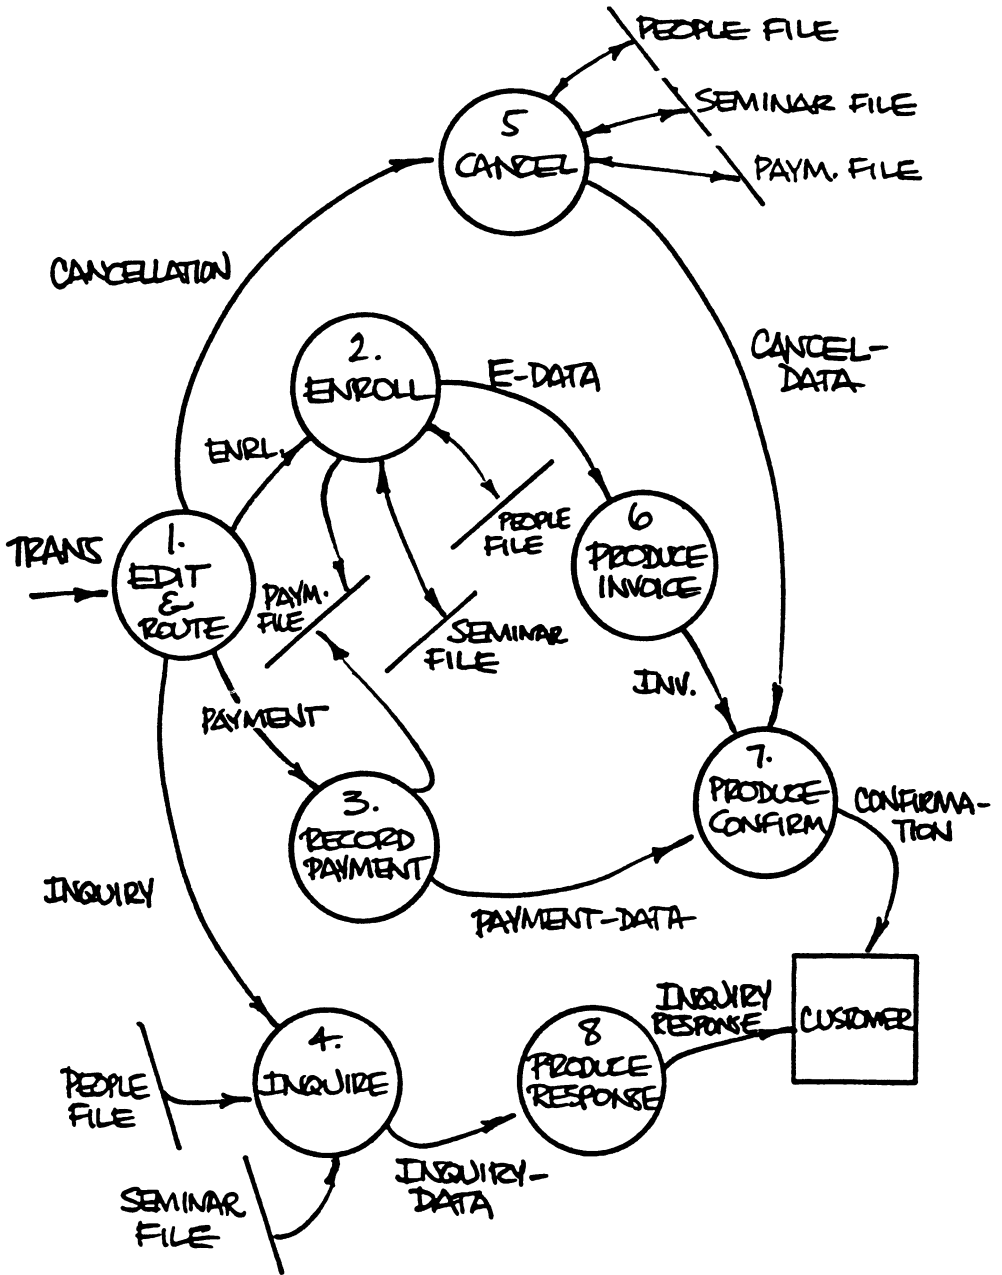 PEOPLE FILE
SEMINAR FILE
PAYM. FILE
5
CANCEL
CANCELLATION
CANCEL-
DATA
2.
ENROLL
E-DATA
ENRL.
TRANS
1.
EDIT
&
ROUTE
PEOPLE
FILE
6
PRODUCE
INVOICE
PAYM.
FILE
SEMINAR
FILE
INV.
PAYMENT
3.
RECORD
PAYMENT
7.
PRODUCE
CONFIRM
CONFIRMA-
TION
PAYMENT-DATA
INQUIRY
CUSTOMER
INQUIRY
RESPONSE
4.
INQUIRE
8
PRODUCE
RESPONSE
PEOPLE
FILE
INQUIRY-
DATA
SEMINAR
FILE